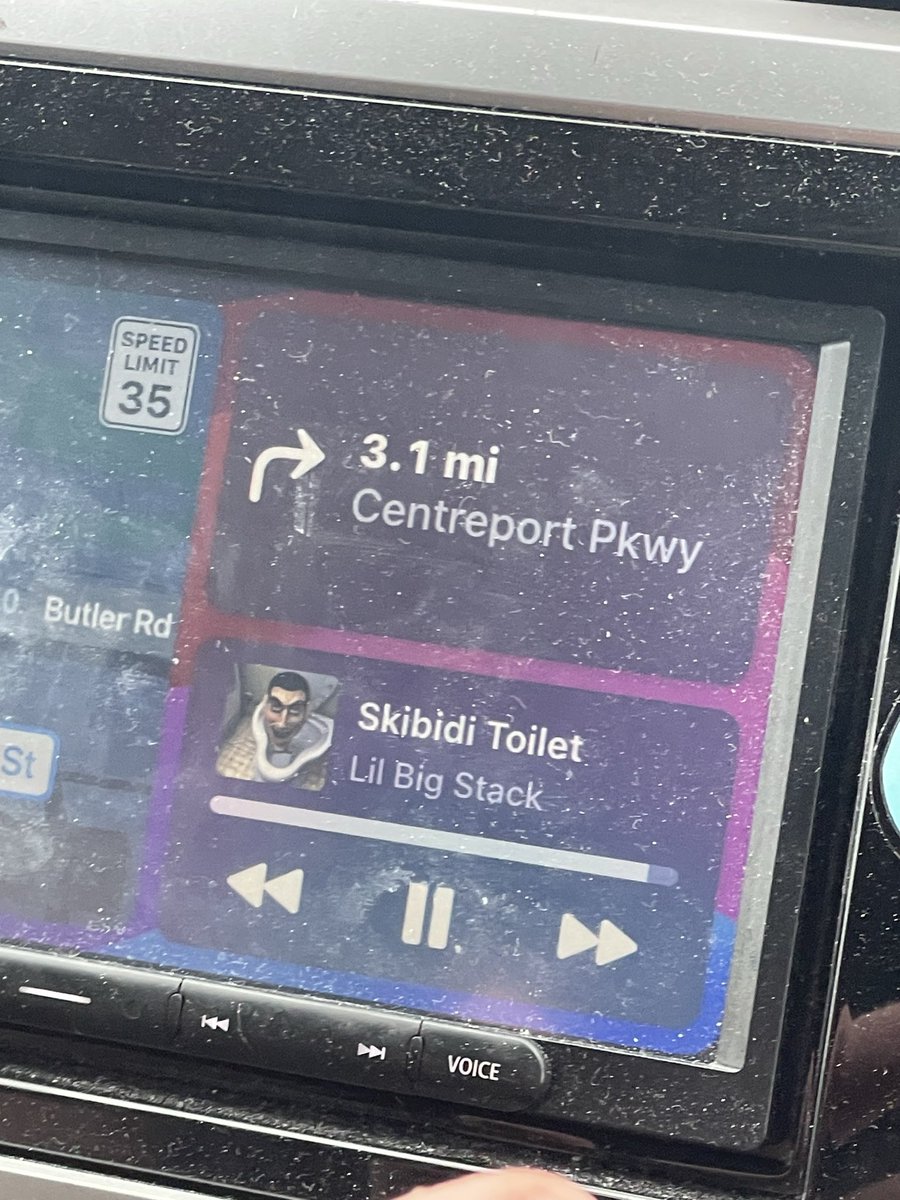 SPEED
LIMIT
35
3.1 mi
Centreport Pkwy
Butler Rd
St
Skibidi Toilet
Lil Big Stack
VOICE